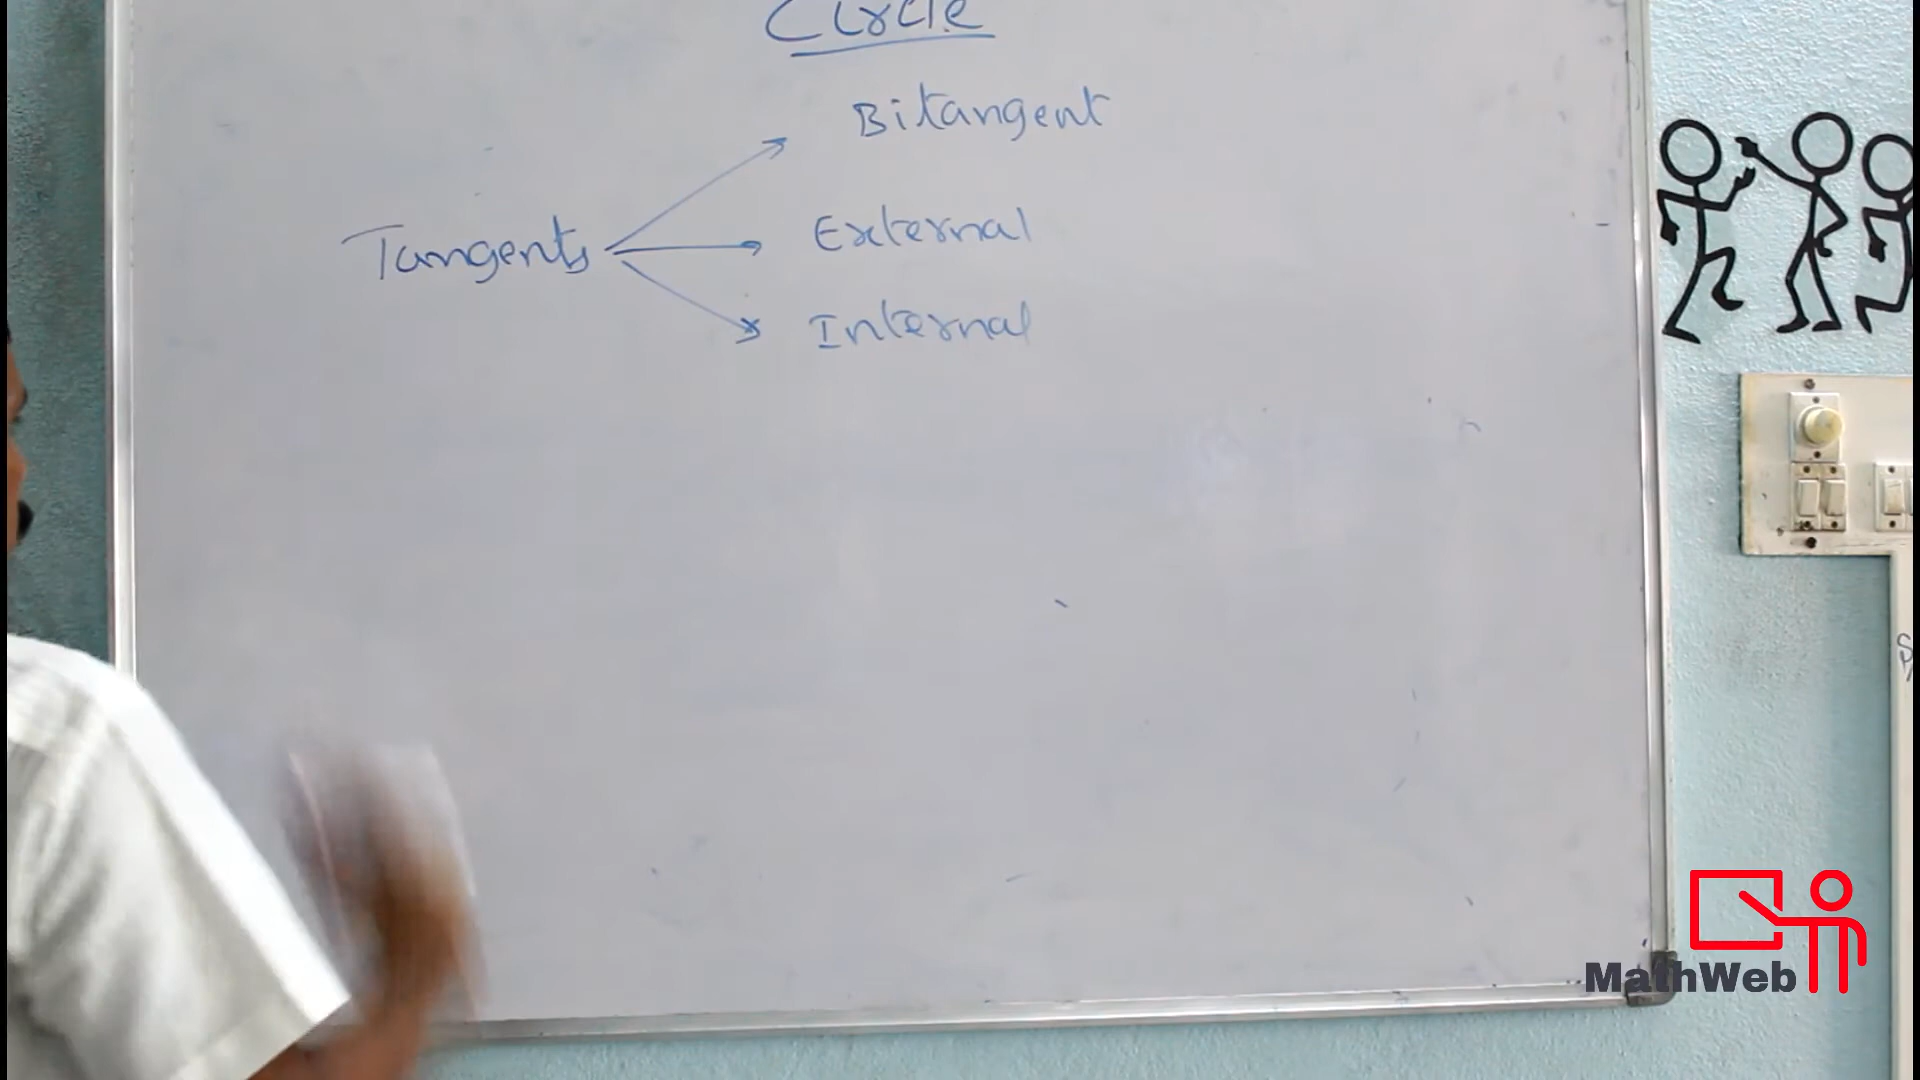 Circle
Bitangent
Tangents
External
Internal
MathWeb